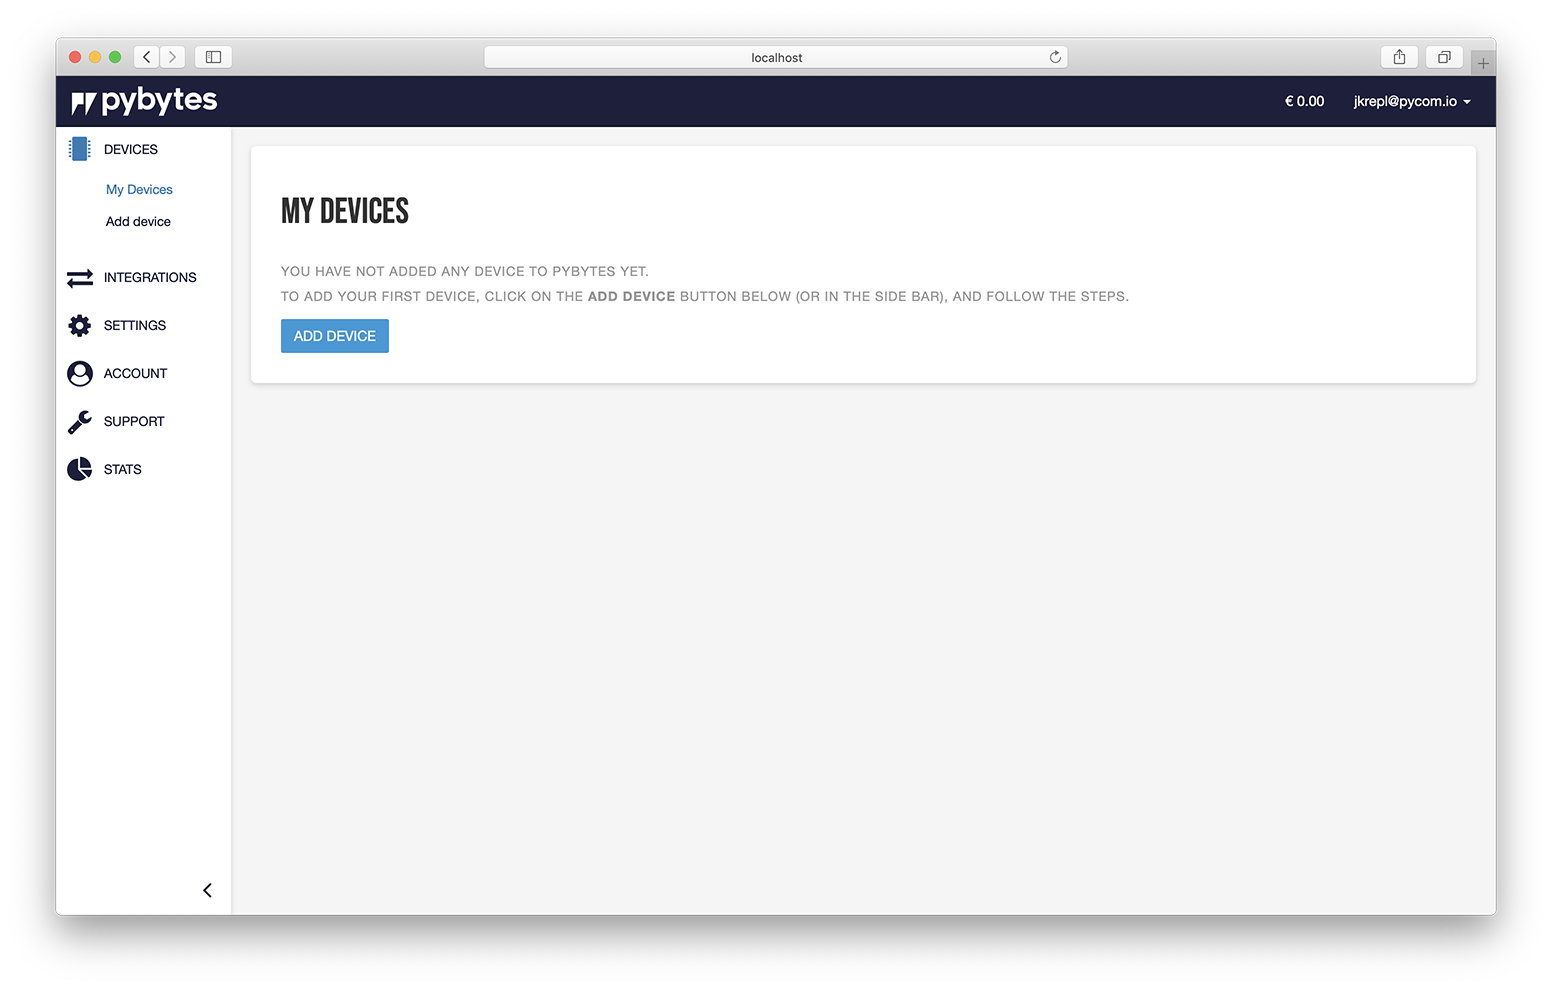 localhost
pybytes
€ 0.00
jkrepl@pycom.io
DEVICES
My Devices
Add device
INTEGRATIONS
SETTINGS
ACCOUNT
SUPPORT
STATS
MY DEVICES
YOU HAVE NOT ADDED ANY DEVICE TO PYBYTES YET.
TO ADD YOUR FIRST DEVICE, CLICK ON THE ADD DEVICE BUTTON BELOW (OR IN THE SIDE BAR), AND FOLLOW THE STEPS.
ADD DEVICE